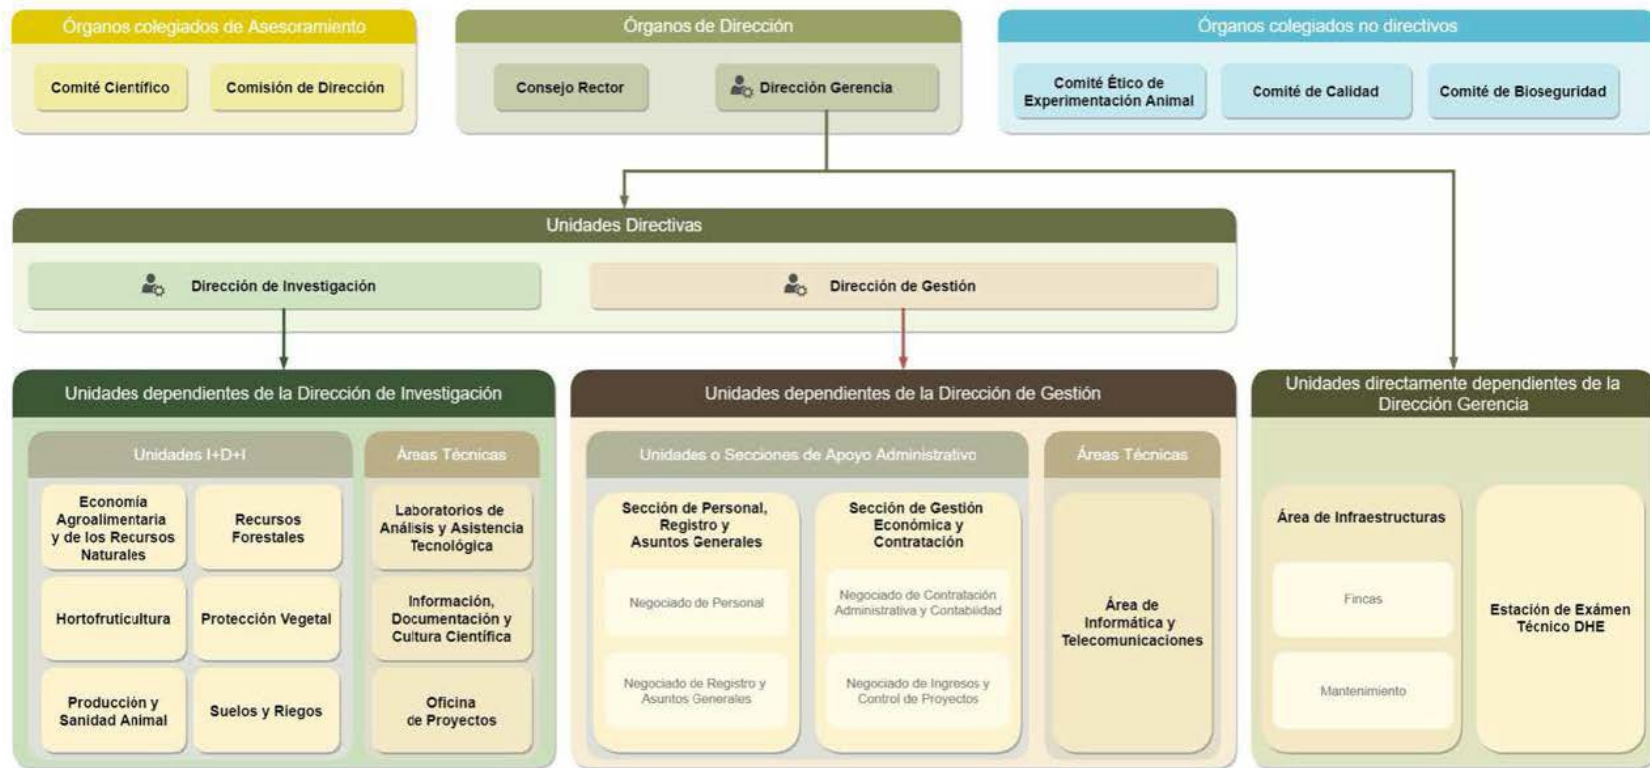 Órganos colegiados de Asesoramiento
Comité Científico
Comisión de Dirección
Órganos de Dirección
Consejo Rector
Dirección Gerencia
Órganos colegiados no directivos
Comité Ético de
Experimentación Animal
Comité de Calidad
Comité de Bioseguridad
Unidades Directivas
Dirección de Investigación
Dirección de Gestión
Unidades dependientes de la Dirección de Investigación
Unidades I+D+I
Economía
Agroalimentaria
y de los Recursos
Naturales
Recursos
Forestales
Hortofruticultura
Protección Vegetal
Producción y
Sanidad Animal
Suelos y Riegos
Áreas Técnicas
Laboratorios de
Análisis y Asistencia
Tecnológica
Información,
Documentación y
Cultura Científica
Oficina
de Proyectos
Unidades dependientes de la Dirección de Gestión
Unidades o Secciones de Apoyo Administrativo
Sección de Personal,
Registro y
Asuntos Generales
Negociado de Personal
Negociado de Registro y
Asuntos Generales
Sección de Gestión
Económica y
Contratación
Negociado de Contratación
Administrativa y Contabilidad
Negociado de Ingresos y
Control de Proyectos
Áreas Técnicas
Área de
Informática y
Telecomunicaciones
Unidades directamente dependientes de la
Dirección Gerencia
Área de Infraestructuras
Fincas
Mantenimiento
Estación de Exámen
Técnico DHE